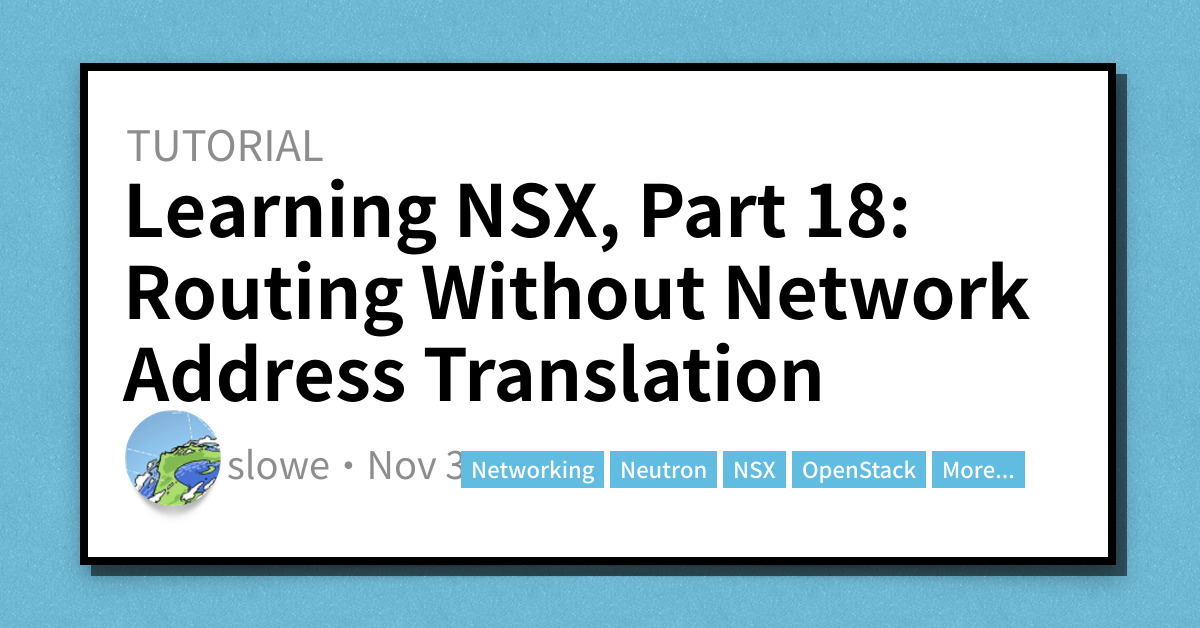 TUTORIAL
Learning NSX, Part 18:
Routing Without Network
Address Translation
slowe • Nov 3 Networking Neutron NSX OpenStack More...